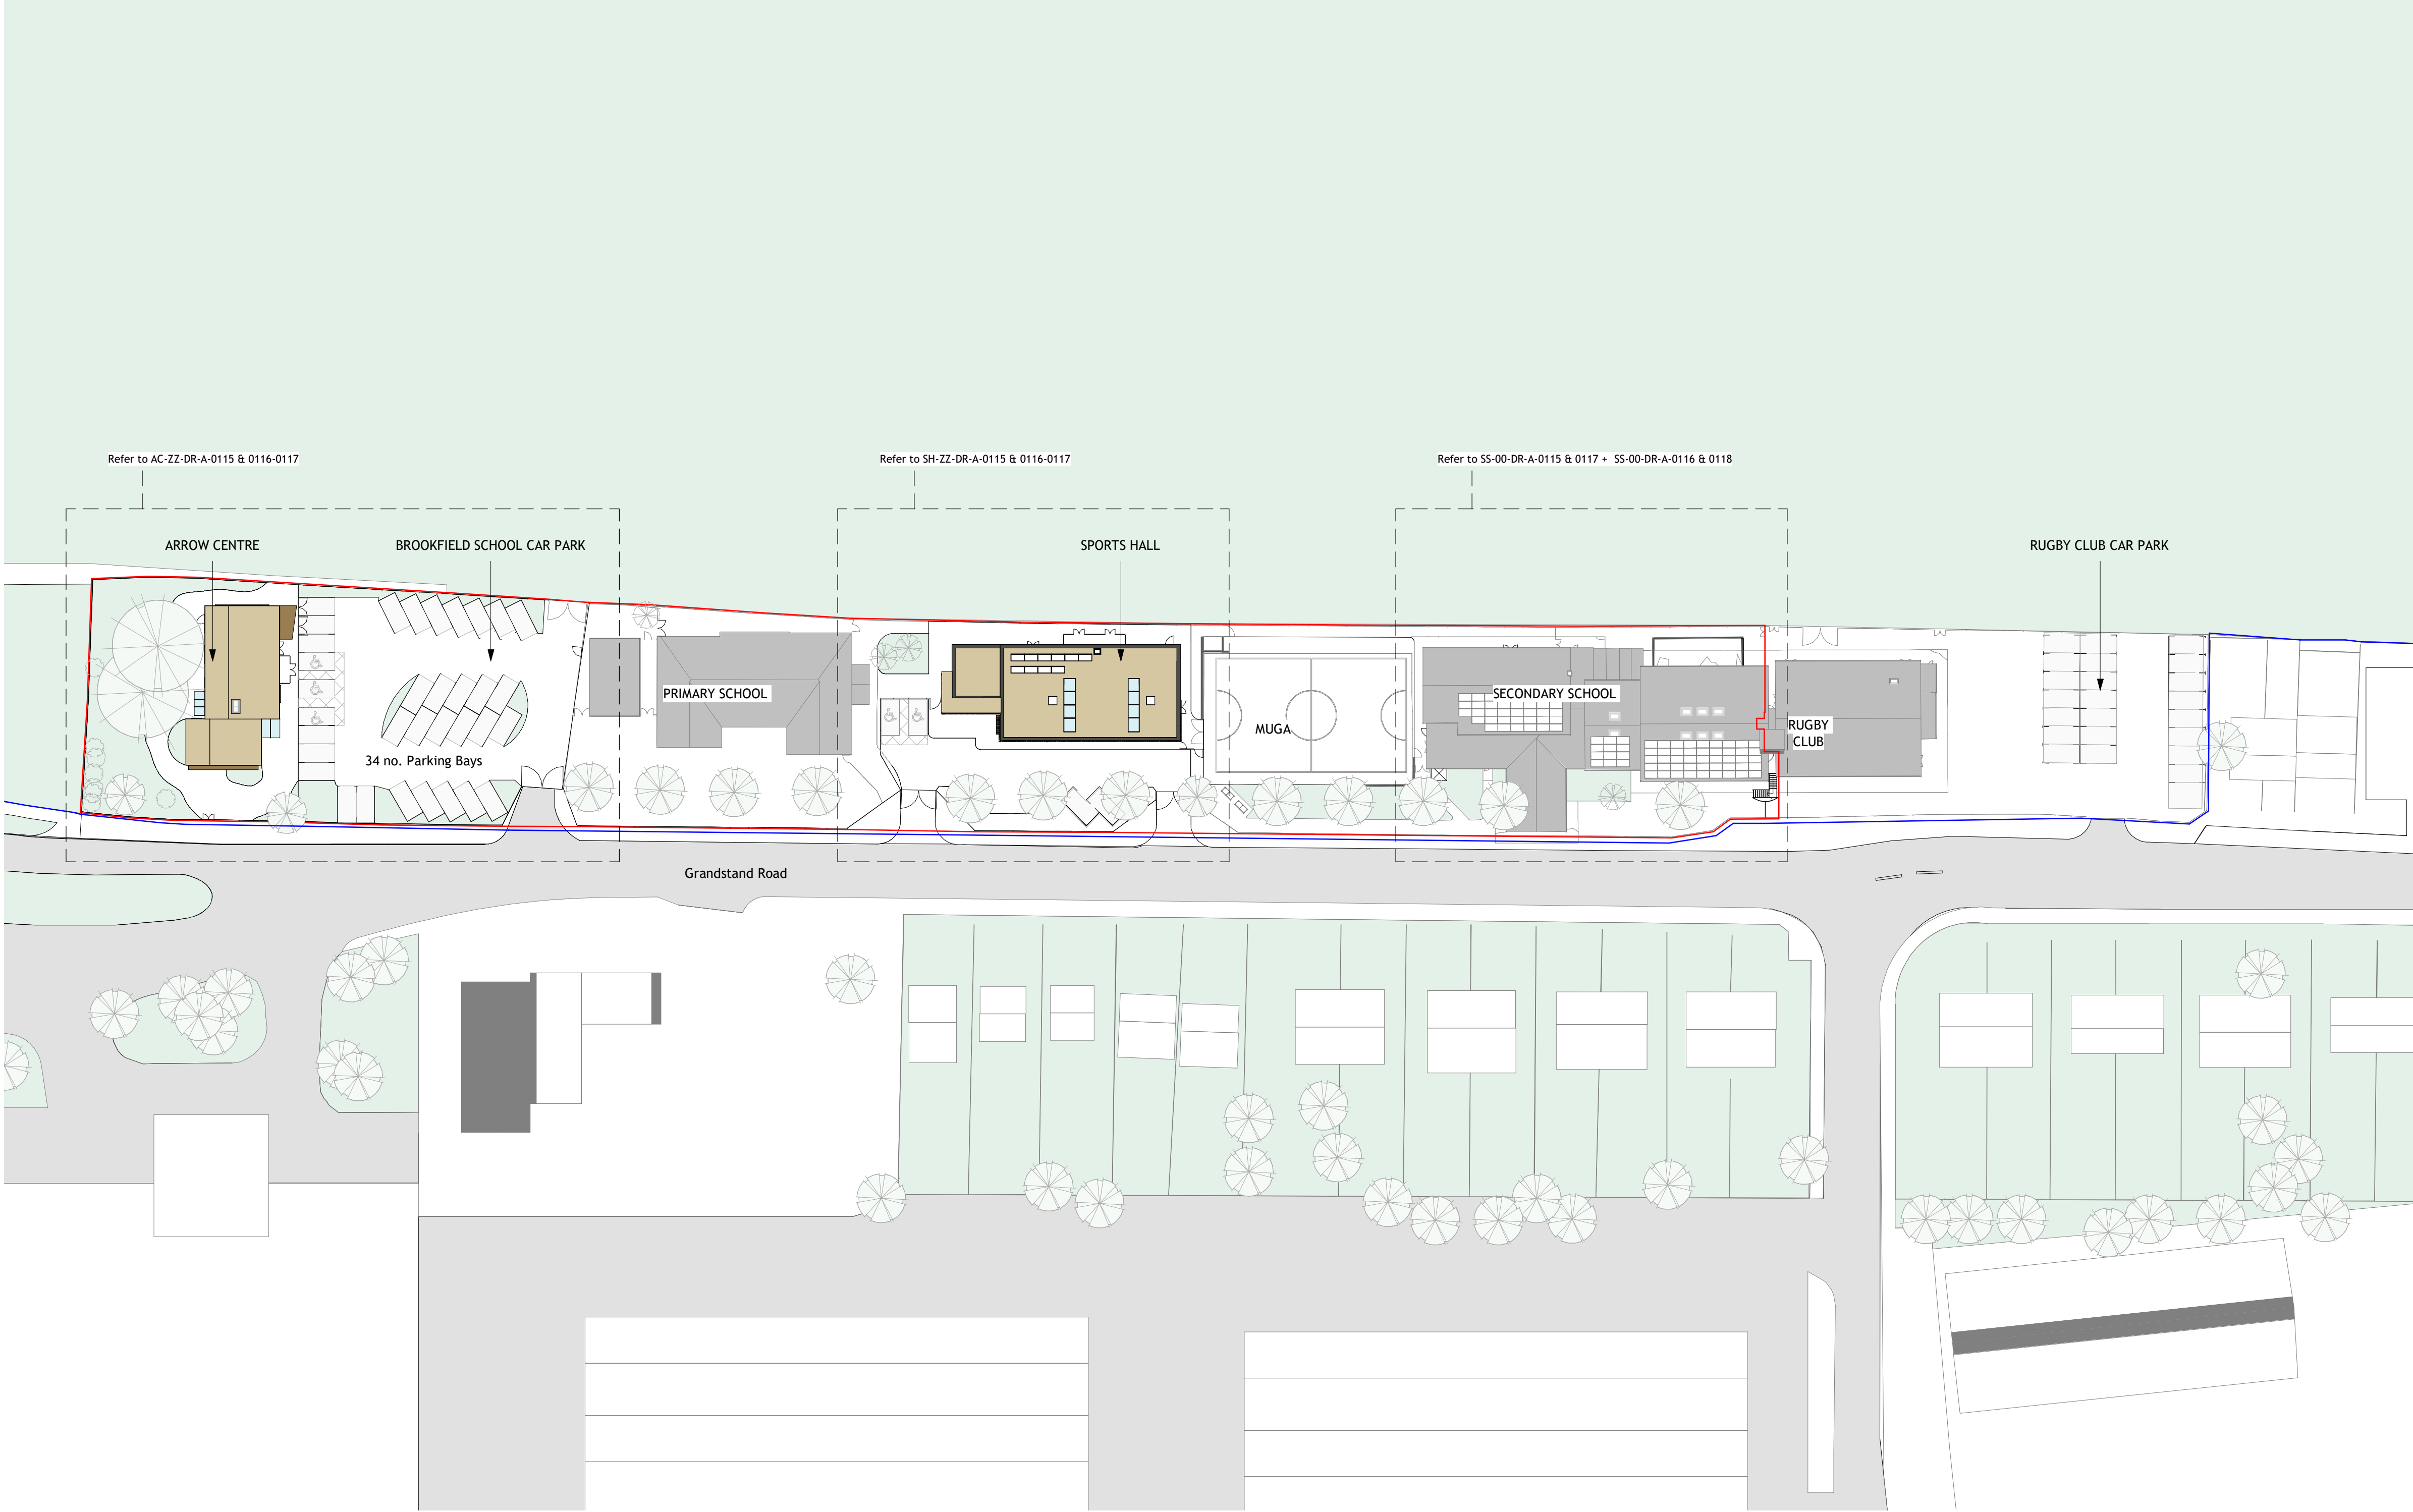 Refer to AC-ZZ-DR-A-0115 & 0116-0117
Refer to SH-ZZ-DR-A-0115 & 0116-0117
Refer to SS-00-DR-A-0115 & 0117 + SS-00-DR-A-0116 & 0118
ARROW CENTRE
BROOKFIELD SCHOOL CAR PARK
SPORTS HALL
RUGBY CLUB CAR PARK
PRIMARY SCHOOL
SECONDARY SCHOOL
MUGA
RUGBY
CLUB
34 no. Parking Bays
Grandstand Road